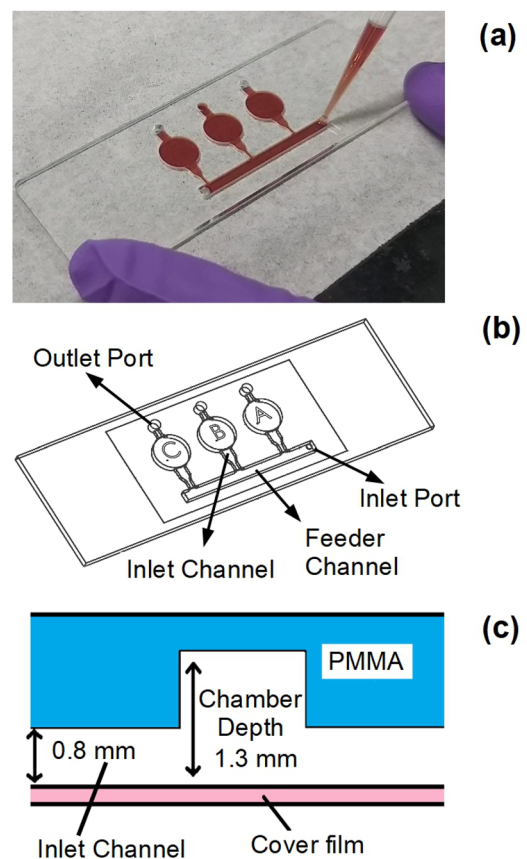 (a)
(b)
Outlet Port
C
B
A
Inlet Port
Feeder
Channel
Inlet Channel
(c)
PMMA
Chamber
Depth
1.3 mm
0.8 mm
Inlet Channel
Cover film